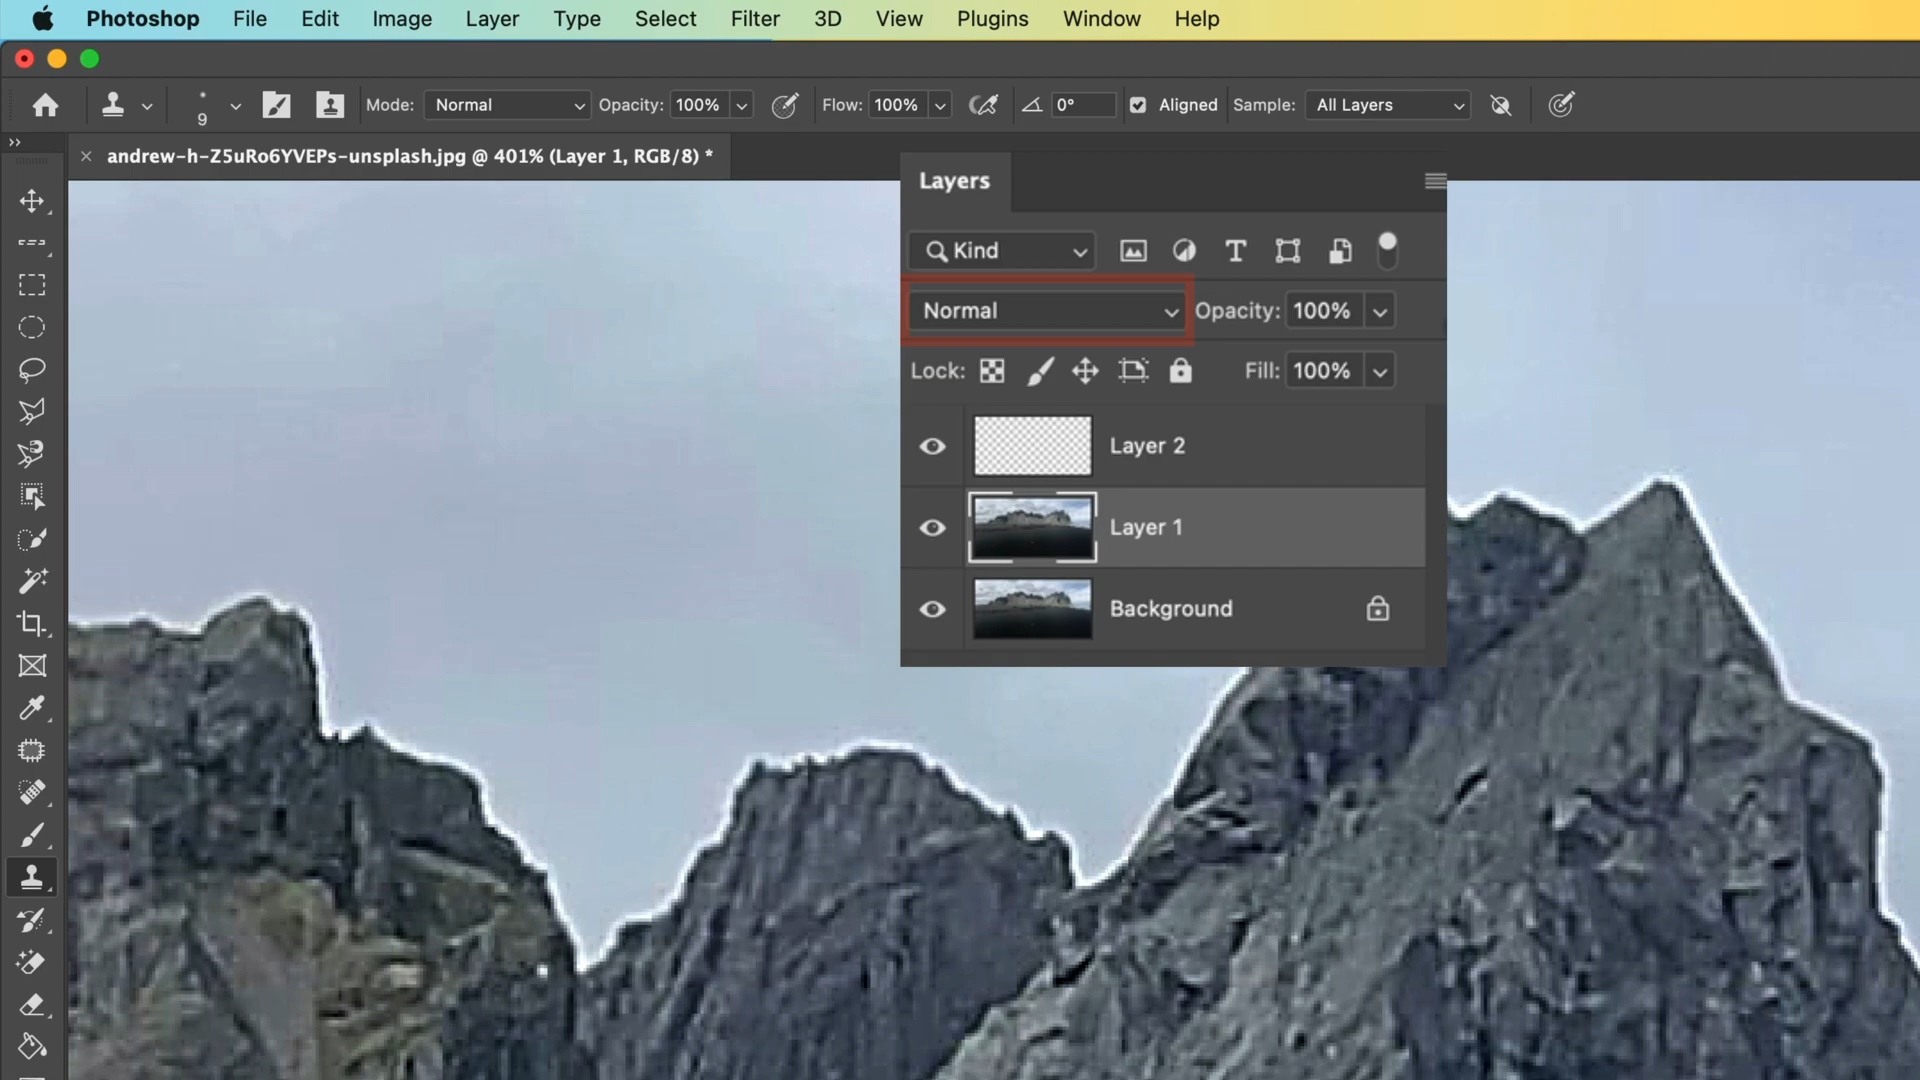 Photoshop File Edit Image Layer Type Select Filter 3D View Plugins Window Help
9 Mode: Normal Opacity: 100% Flow: 100% 0° Aligned Sample: All Layers
andrew-h-Z5uRo6YVEPs-unsplash.jpg @ 401% (Layer 1, RGB/8) *
Layers
Kind
Normal Opacity: 100%
Lock: Fill: 100%
Layer 2
Layer 1
Background